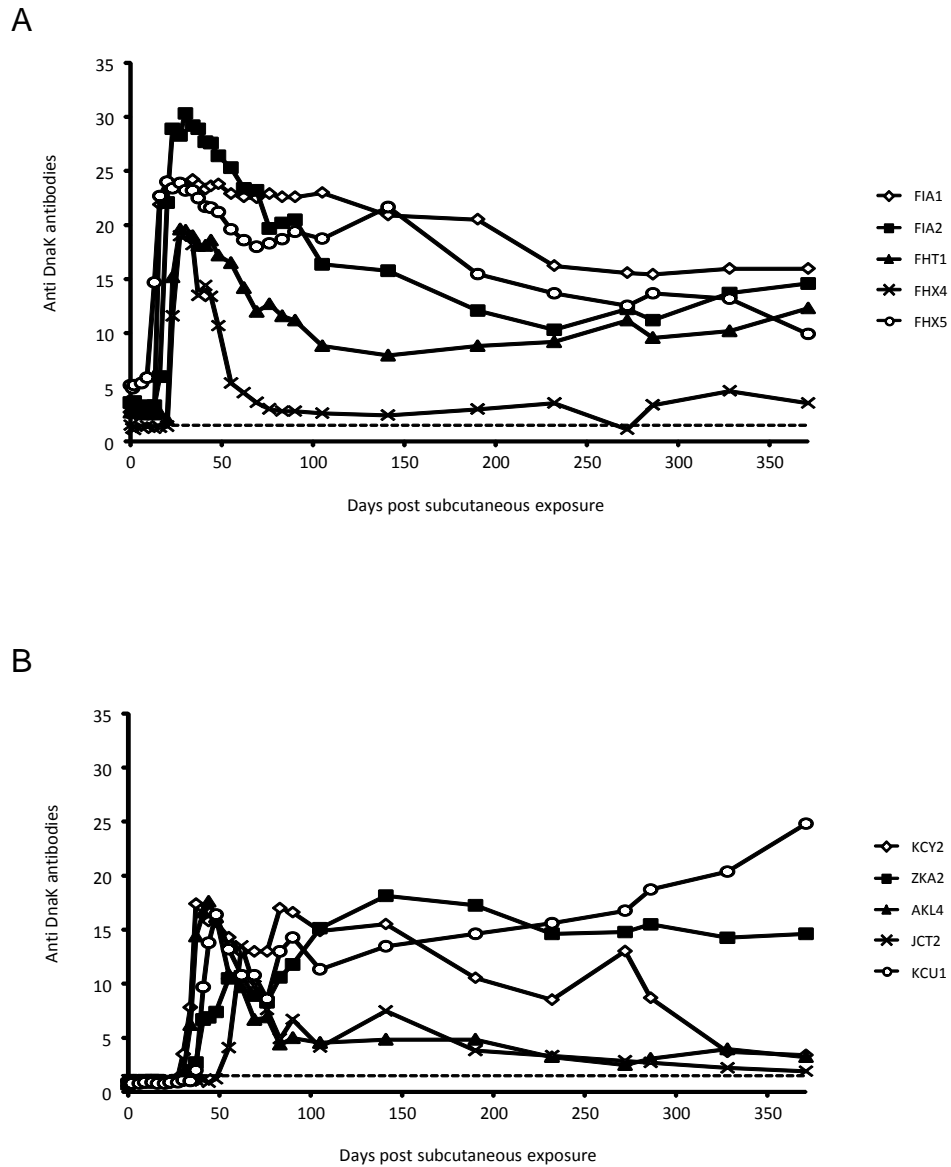 A
35
30
25
20
15
10
5
0
Anti DnaK antibodies
0 50 100 150 200 250 300 350
Days post subcutaneous exposure
FIA1
FIA2
FHT1
FHX4
FHX5
B
35
30
25
20
15
10
5
0
Anti DnaK antibodies
0 50 100 150 200 250 300 350
Days post subcutaneous exposure
KCY2
ZKA2
AKL4
JCT2
KCU1